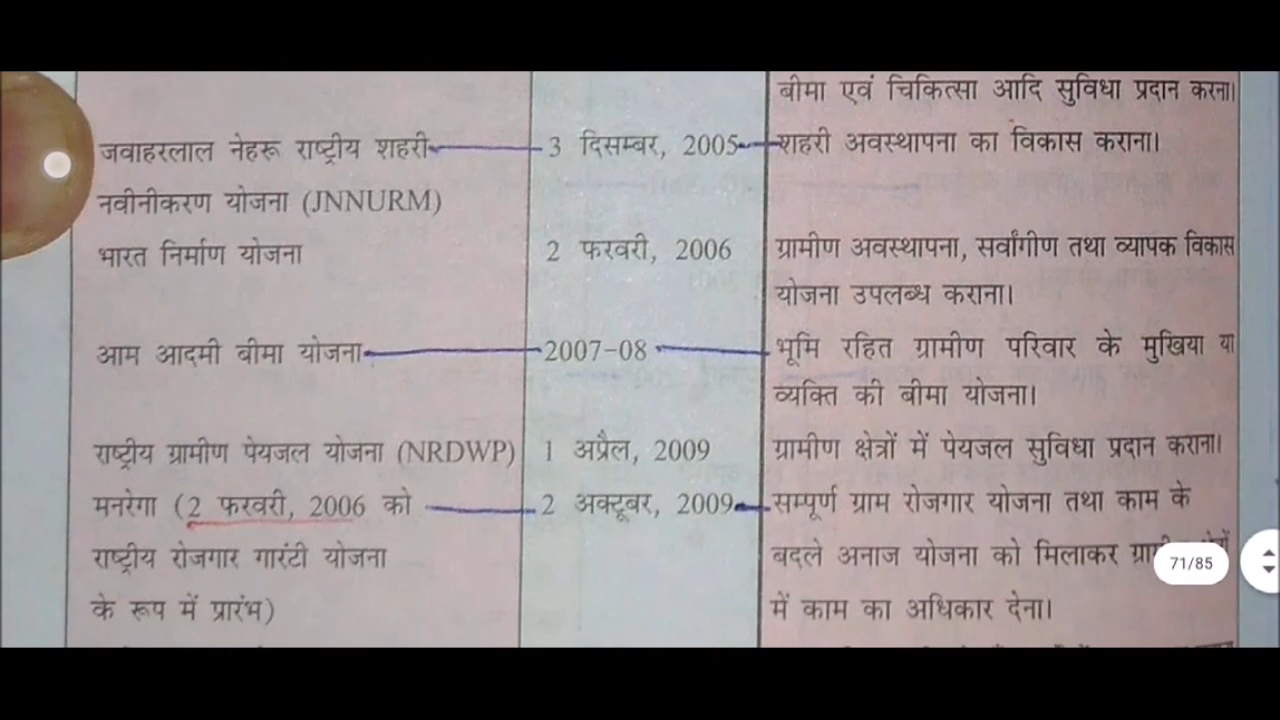 बीमा एवं चिकित्सा आदि सुविधा प्रदान करना।
जवाहरलाल नेहरू राष्ट्रीय शहरी 3 दिसम्बर, 2005 शहरी अवस्थापना का विकास कराना।
नवीनीकरण योजना (JNNURM)
भारत निर्माण योजना 2 फरवरी, 2006 ग्रामीण अवस्थापना, सर्वांगीण तथा व्यापक विकास
योजना उपलब्ध कराना।
आम आदमी बीमा योजना 2007-08 भूमि रहित ग्रामीण परिवार के मुखिया या
व्यक्ति की बीमा योजना।
राष्ट्रीय ग्रामीण पेयजल योजना (NRDWP) 1 अप्रैल, 2009 ग्रामीण क्षेत्रों में पेयजल सुविधा प्रदान कराना।
मनरेगा (2 फरवरी, 2006 को 2 अक्टूबर, 2009 सम्पूर्ण ग्राम रोजगार योजना तथा काम के
राष्ट्रीय रोजगार गारंटी योजना बदले अनाज योजना को मिलाकर
71/85
के रूप में प्रारंभ) में काम का अधिकार देना।